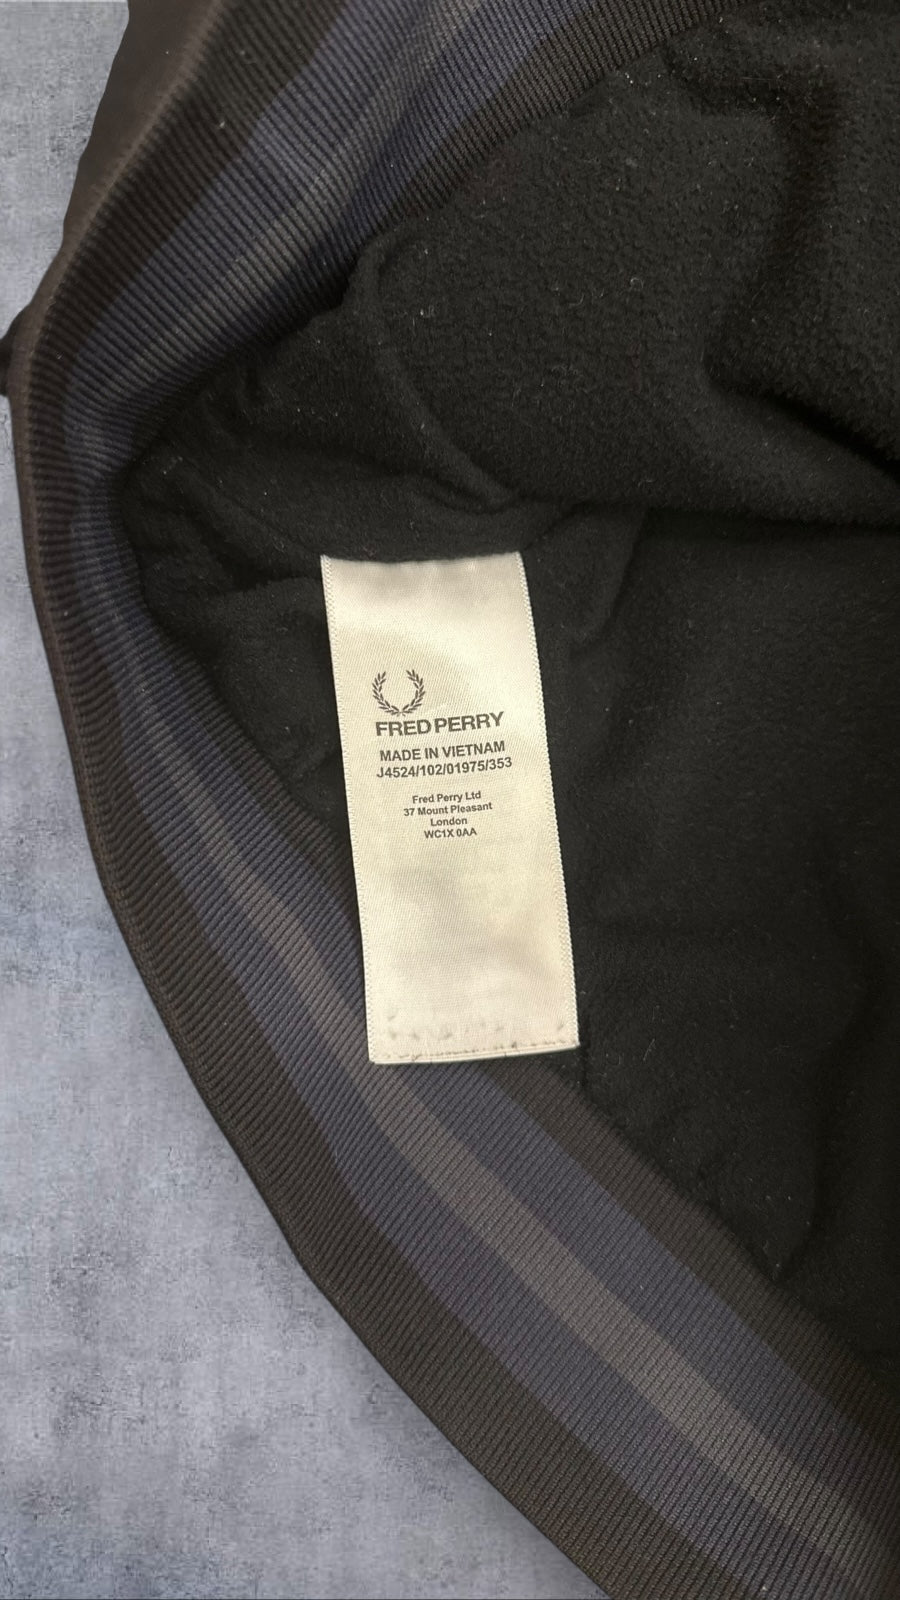 FRED PERRY
MADE IN VIETNAM
J4524/102/01975/353
Fred Perry Ltd
37 Mount Pleasant
London
WC1X 0AA